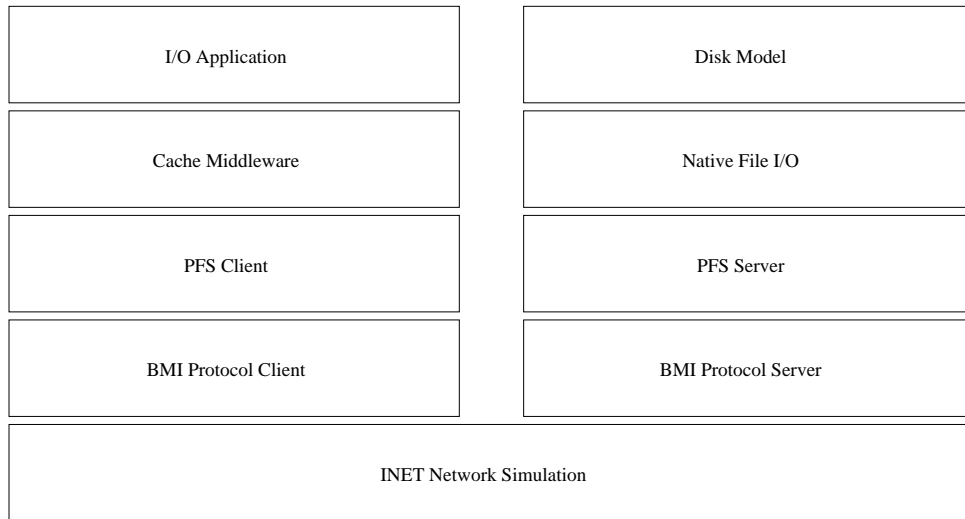 I/O Application
Disk Model
Cache Middleware
Native File I/O
PFS Client
PFS Server
BMI Protocol Client
BMI Protocol Server
INET Network Simulation